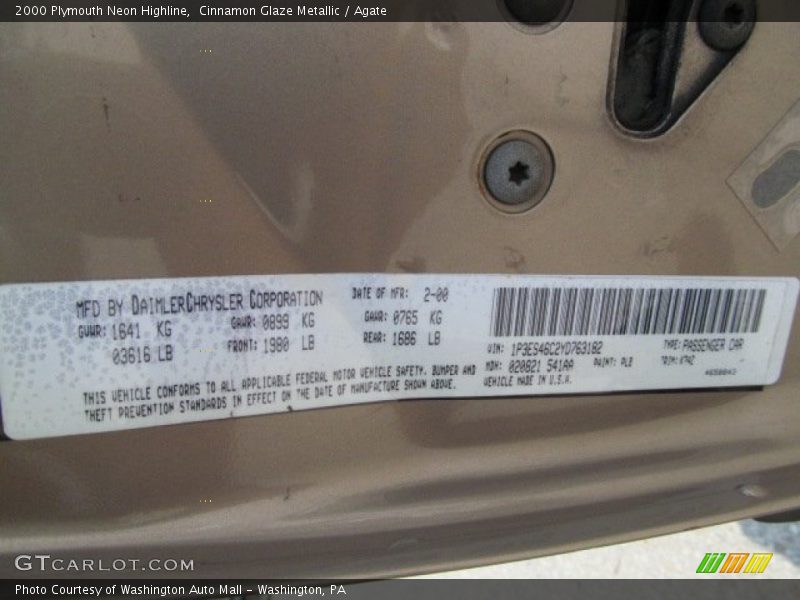 2000 Plymouth Neon Highline,  Cinnamon Glaze Metallic / Agate
MFD BY DAIMLERCHRYSLER CORPORATION
DATE OF MFR: 2-00
GVWR: 1641 KG
03616 LB
GAWR: 0899 KG
FRONT: 1980 LB
GAWR: 0765 KG
REAR: 1686 LB
THIS VEHICLE CONFORMS TO ALL APPLICABLE FEDERAL MOTOR VEHICLE SAFETY, BUMPER AND
THEFT PREVENTION STANDARDS IN EFFECT ON THE DATE OF MANUFACTURE SHOWN ABOVE.
VIN: 1P3ES46C2YD763182
TYPE: PASSENGER CAR
MDH: 020821 541AA
PAINT: PLB
TRIM: K7AZ
VEHICLE MADE IN U.S.A.
GTCARLOT.COM
Photo Courtesy of Washington Auto Mall - Washington, PA